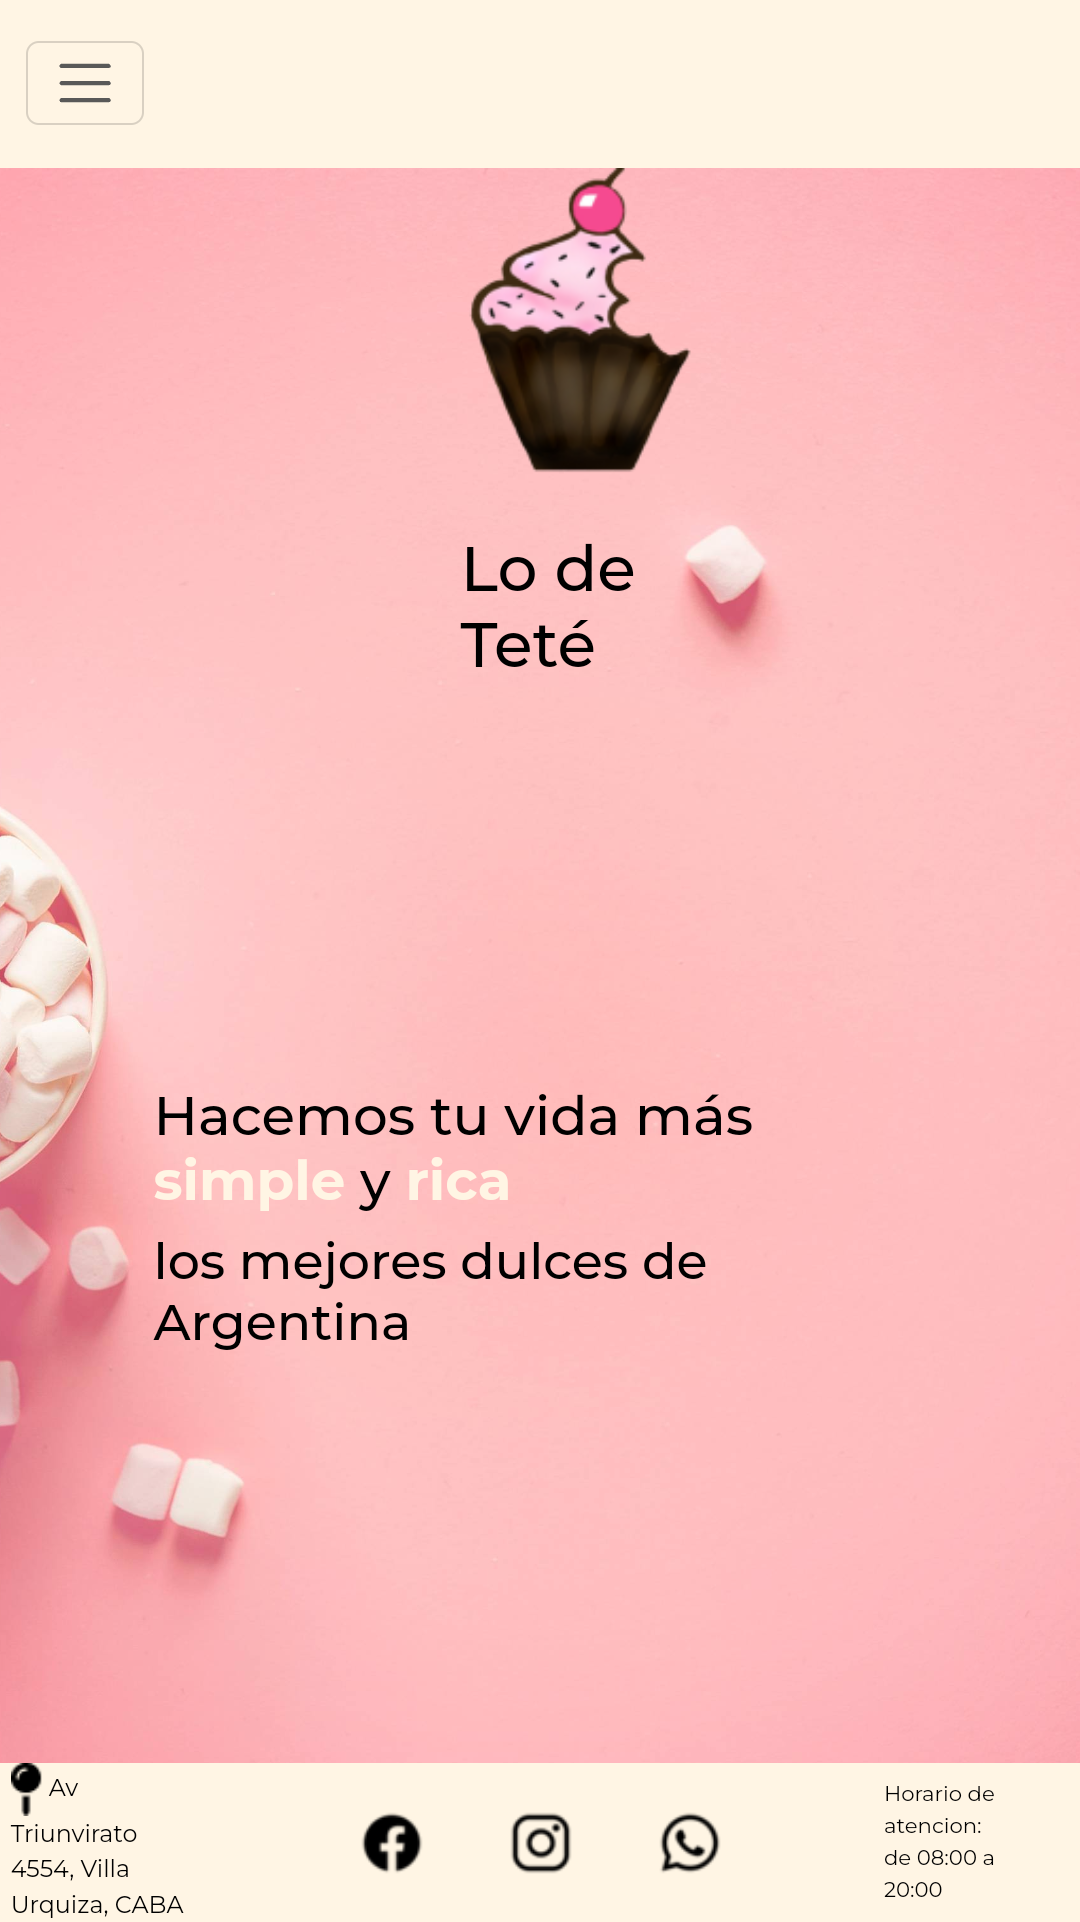 Lo de
Teté
Hacemos tu vida más
simple y rica
los mejores dulces de
Argentina
Av
Triunvirato
4554, Villa
Urquiza, CABA
Horario de
atencion:
de 08:00 a
20:00